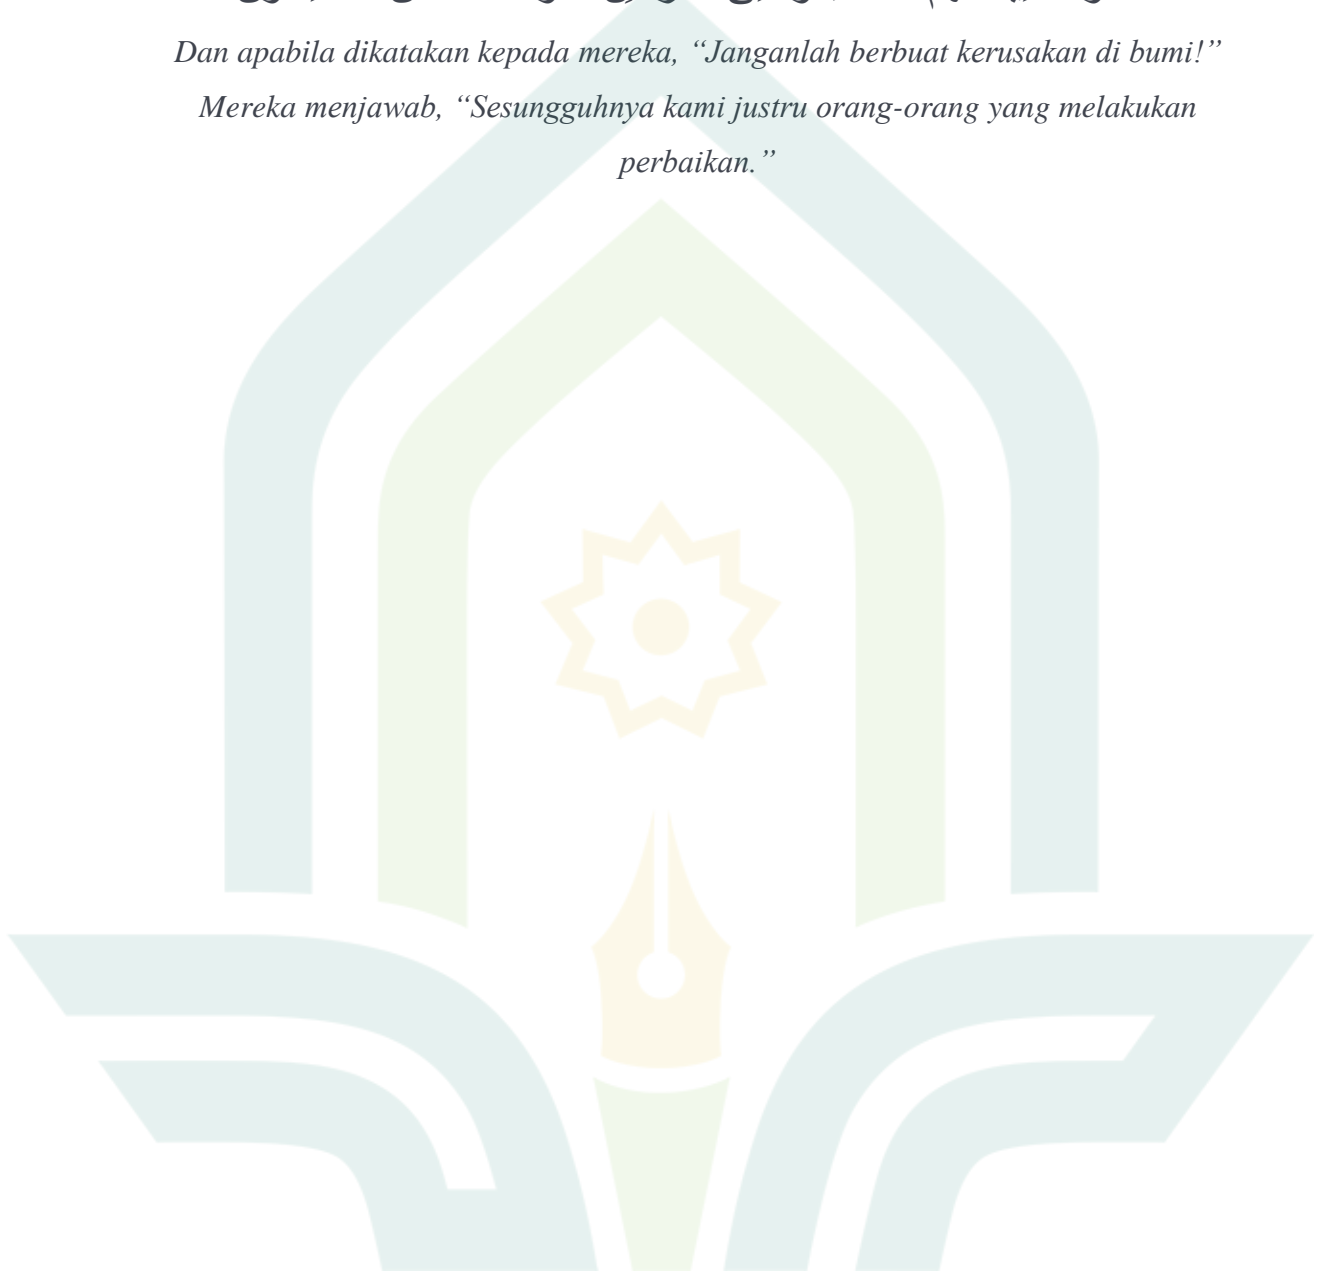 Dan apabila dikatakan kepada mereka, “Janganlah berbuat kerusakan di bumi!”
Mereka menjawab, “Sesungguhnya kami justru orang-orang yang melakukan
perbaikan.”